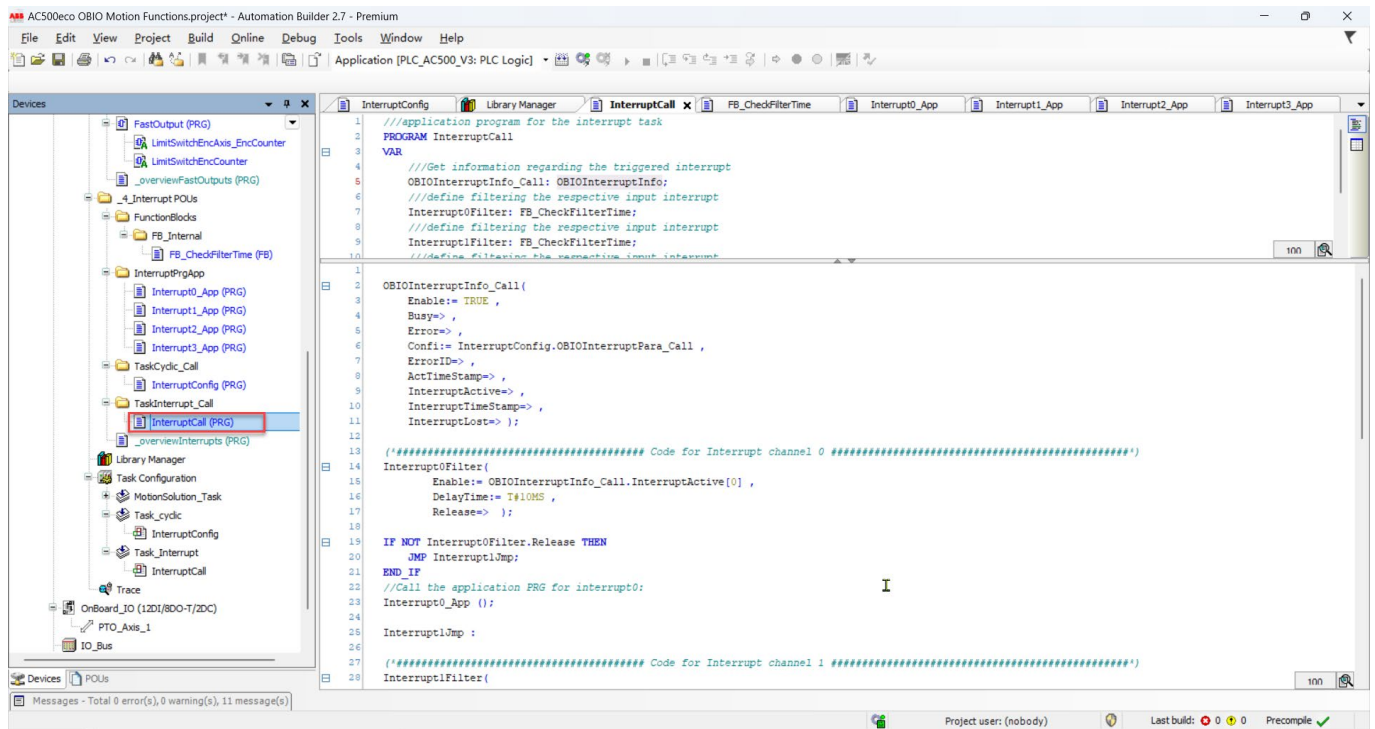 AC500eco OBIO Motion Functions.project* - Automation Builder 2.7 - Premium
File Edit View Project Build Online Debug Tools Window Help
Application [PLC_AC500_V3: PLC Logic]
Devices
FastOutput (PRG)
LimitSwitchEncAxis_EncCounter
LimitSwitchEncCounter
_overviewFastOutputs (PRG)
_4_Interrupt POUs
FunctionBlocks
FB_Internal
FB_CheckFilterTime (FB)
InterruptPrgApp
Interrupt0_App (PRG)
Interrupt1_App (PRG)
Interrupt2_App (PRG)
Interrupt3_App (PRG)
TaskCydic_Call
InterruptConfig (PRG)
TaskInterrupt_Call
InterruptCall (PRG)
_overviewInterrupts (PRG)
Library Manager
Task Configuration
MotionSolution_Task
Task_cyclic
InterruptConfig
Task_Interrupt
InterruptCall
Trace
OnBoard_IO (12DI/8DO-T/2DC)
PTO_Axis_1
IO_Bus
Devices POUs
InterruptConfig Library Manager InterruptCall FB_CheckFilterTime Interrupt0_App Interrupt1_App Interrupt2_App Interrupt3_App
1 ///application program for the interrupt task
2 PROGRAM InterruptCall
3 VAR
4 ///Get information regarding the triggered interrupt
5 OBIOInterruptInfo_Call: OBIOInterruptInfo;
6 ///define filtering the respective input interrupt
7 Interrupt0Filter: FB_CheckFilterTime;
8 ///define filtering the respective input interrupt
9 Interrupt1Filter: FB_CheckFilterTime;
10 ///define filtering the respective input interrupt
100
1
2 OBIOInterruptInfo_Call(
3 Enable:= TRUE ,
4 Busy=> ,
5 Error=> ,
6 Confi:= InterruptConfig.OBIOInterruptPara_Call ,
7 ErrorID=> ,
8 ActTimeStamp=> ,
9 InterruptActive=> ,
10 InterruptTimeStamp=> ,
11 InterruptLost=> );
12
13 (*######################################## Code for Interrupt channel 0 ################################################*)
14 Interrupt0Filter(
15 Enable:= OBIOInterruptInfo_Call.InterruptActive[0] ,
16 DelayTime:= T#10MS ,
17 Release=> );
18
19 IF NOT Interrupt0Filter.Release THEN
20 JMP Interrupt1Jmp;
21 END_IF
22 //Call the application PRG for interrupt0:
23 Interrupt0_App ();
24
25 Interrupt1Jmp :
26
27 (*######################################## Code for Interrupt channel 1 ################################################*)
28 Interrupt1Filter(
100
Messages - Total 0 error(s), 0 warning(s), 11 message(s)
Project user: (nobody) Last build: 0 0 Precompile